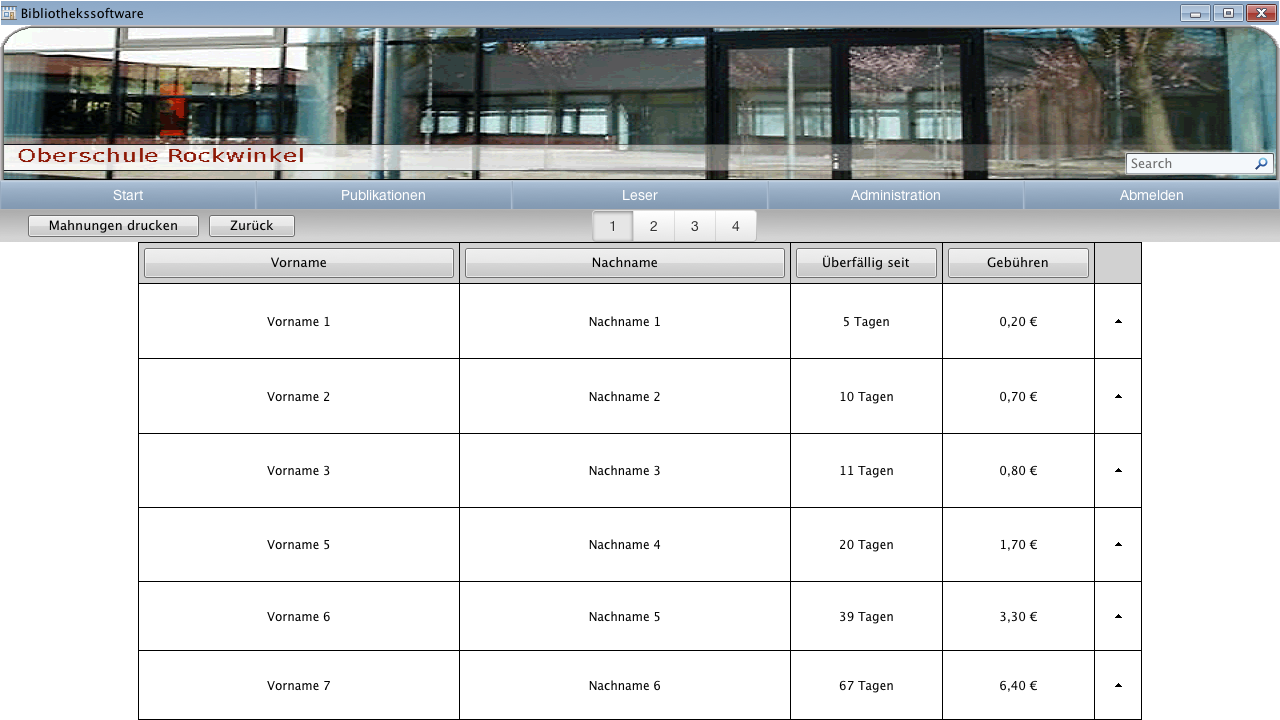 Bibliothekssoftware
Oberschule Rockwinkel
Search
Start Publikationen Leser Administration Abmelden
Mahnungen drucken Zurück 1 2 3 4
Vorname Nachname Überfällig seit Gebühren
Vorname 1 Nachname 1 5 Tagen 0,20 €
Vorname 2 Nachname 2 10 Tagen 0,70 €
Vorname 3 Nachname 3 11 Tagen 0,80 €
Vorname 5 Nachname 4 20 Tagen 1,70 €
Vorname 6 Nachname 5 39 Tagen 3,30 €
Vorname 7 Nachname 6 67 Tagen 6,40 €